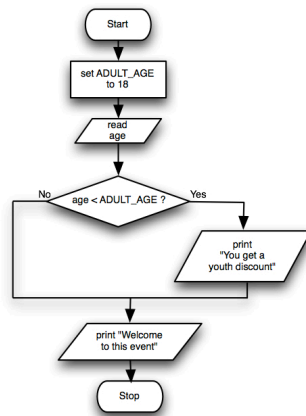 Start
set ADULT_AGE
to 18
read
age
No
age < ADULT_AGE ?
Yes
print
"You get a
youth discount"
print "Welcome
to this event"
Stop